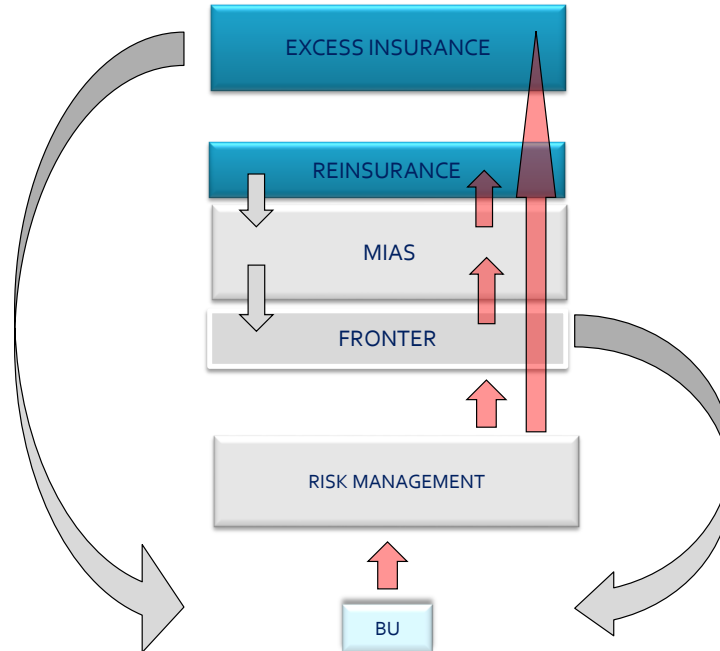 EXCESS INSURANCE
REINSURANCE
MIAS
FRONTER
RISK MANAGEMENT
BU